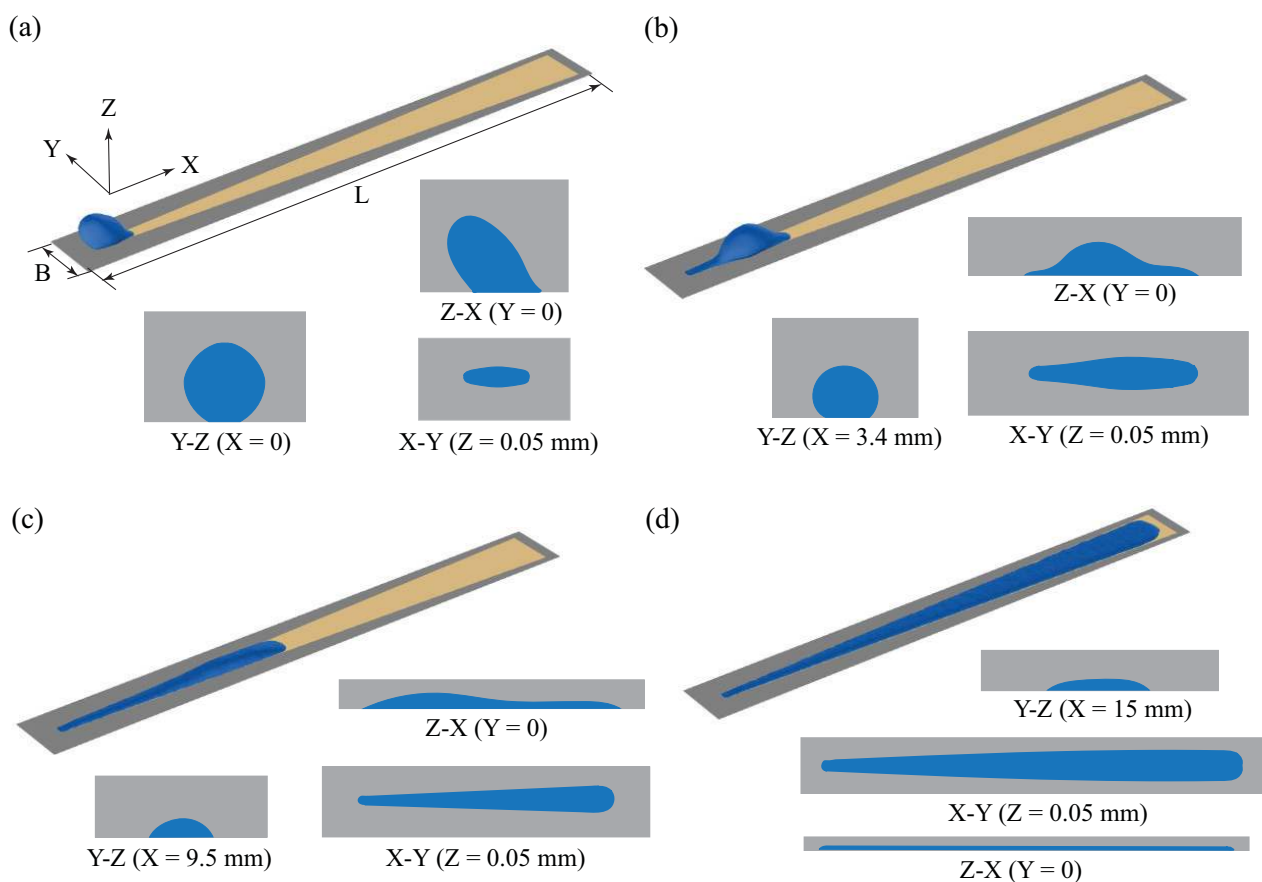 (a)
Z
Y
X
L
B
Z-X (Y = 0)
Y-Z (X = 0)
X-Y (Z = 0.05 mm)
(b)
Z-X (Y = 0)
Y-Z (X = 3.4 mm)
X-Y (Z = 0.05 mm)
(c)
Z-X (Y = 0)
Y-Z (X = 9.5 mm)
X-Y (Z = 0.05 mm)
(d)
Y-Z (X = 15 mm)
X-Y (Z = 0.05 mm)
Z-X (Y = 0)